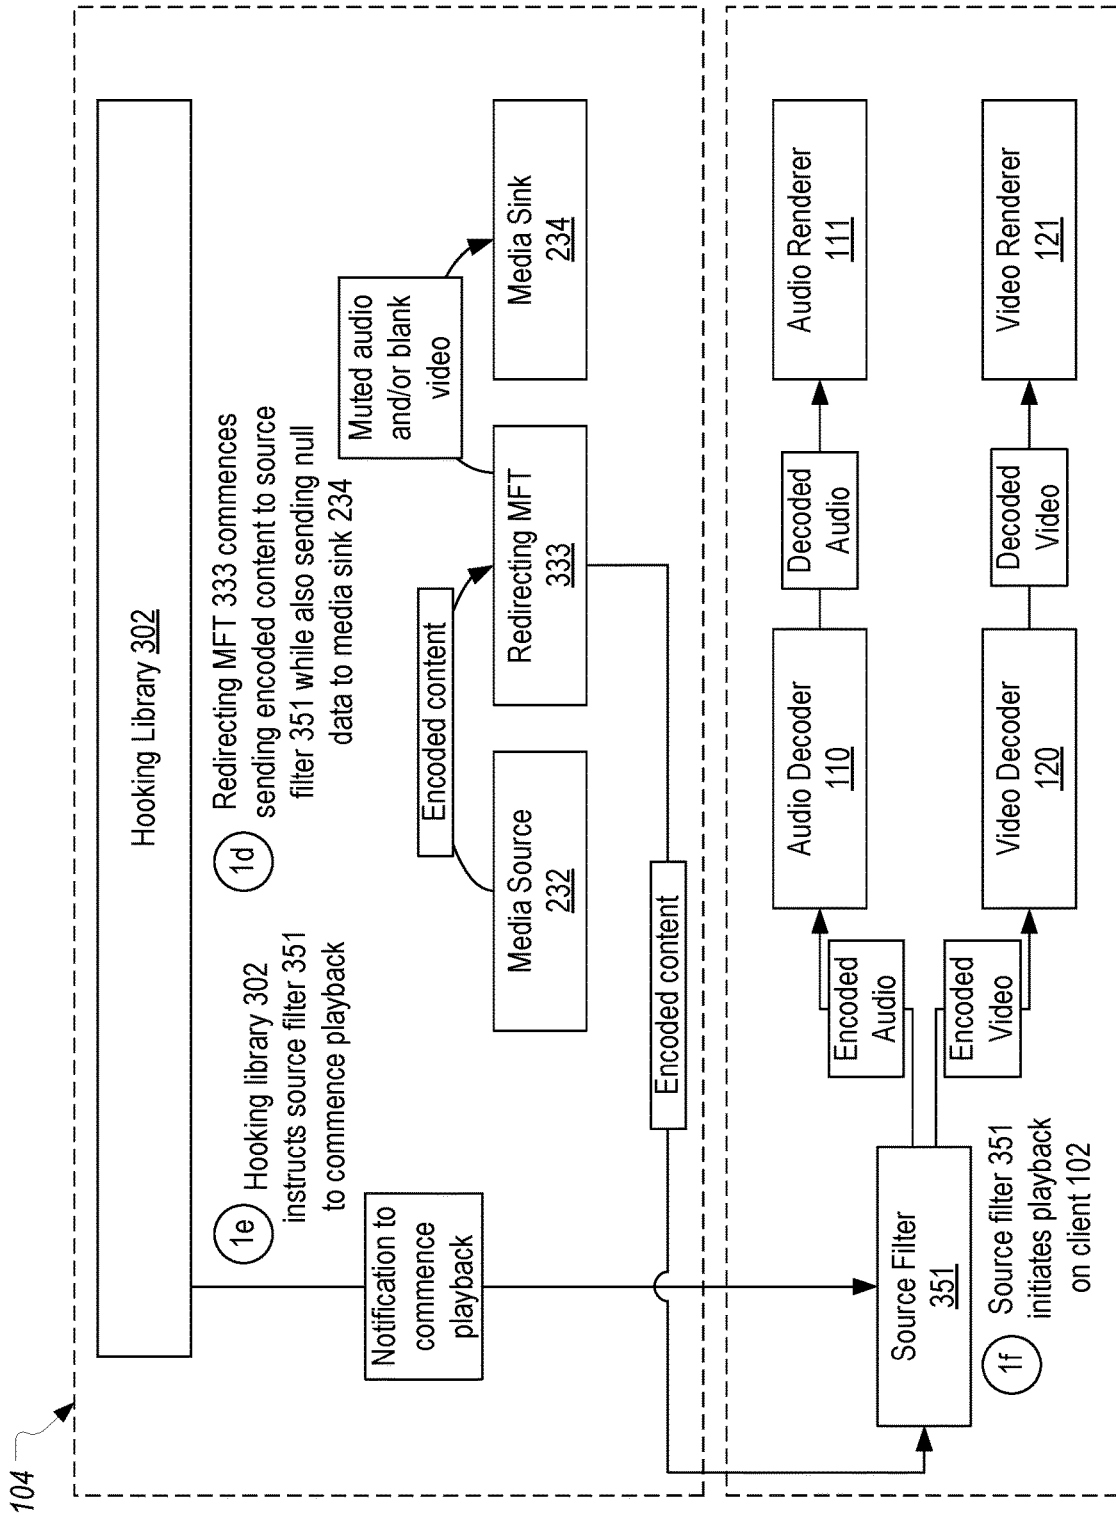 104
Hooking Library 302
1e
Hooking library 302
instructs source filter 351
to commence playback
1d
Redirecting MFT 333 commences
sending encoded content to source
filter 351 while also sending null
data to media sink 234
Notification to
commence
playback
Encoded content
Muted audio
and/or blank
video
Media Source
232
Redirecting MFT
333
Media Sink
234
Encoded content
Source Filter
351
1f
Source filter 351
initiates playback
on client 102
Encoded
Audio
Audio Decoder
110
Decoded
Audio
Audio Renderer
111
Encoded
Video
Video Decoder
120
Decoded
Video
Video Renderer
121